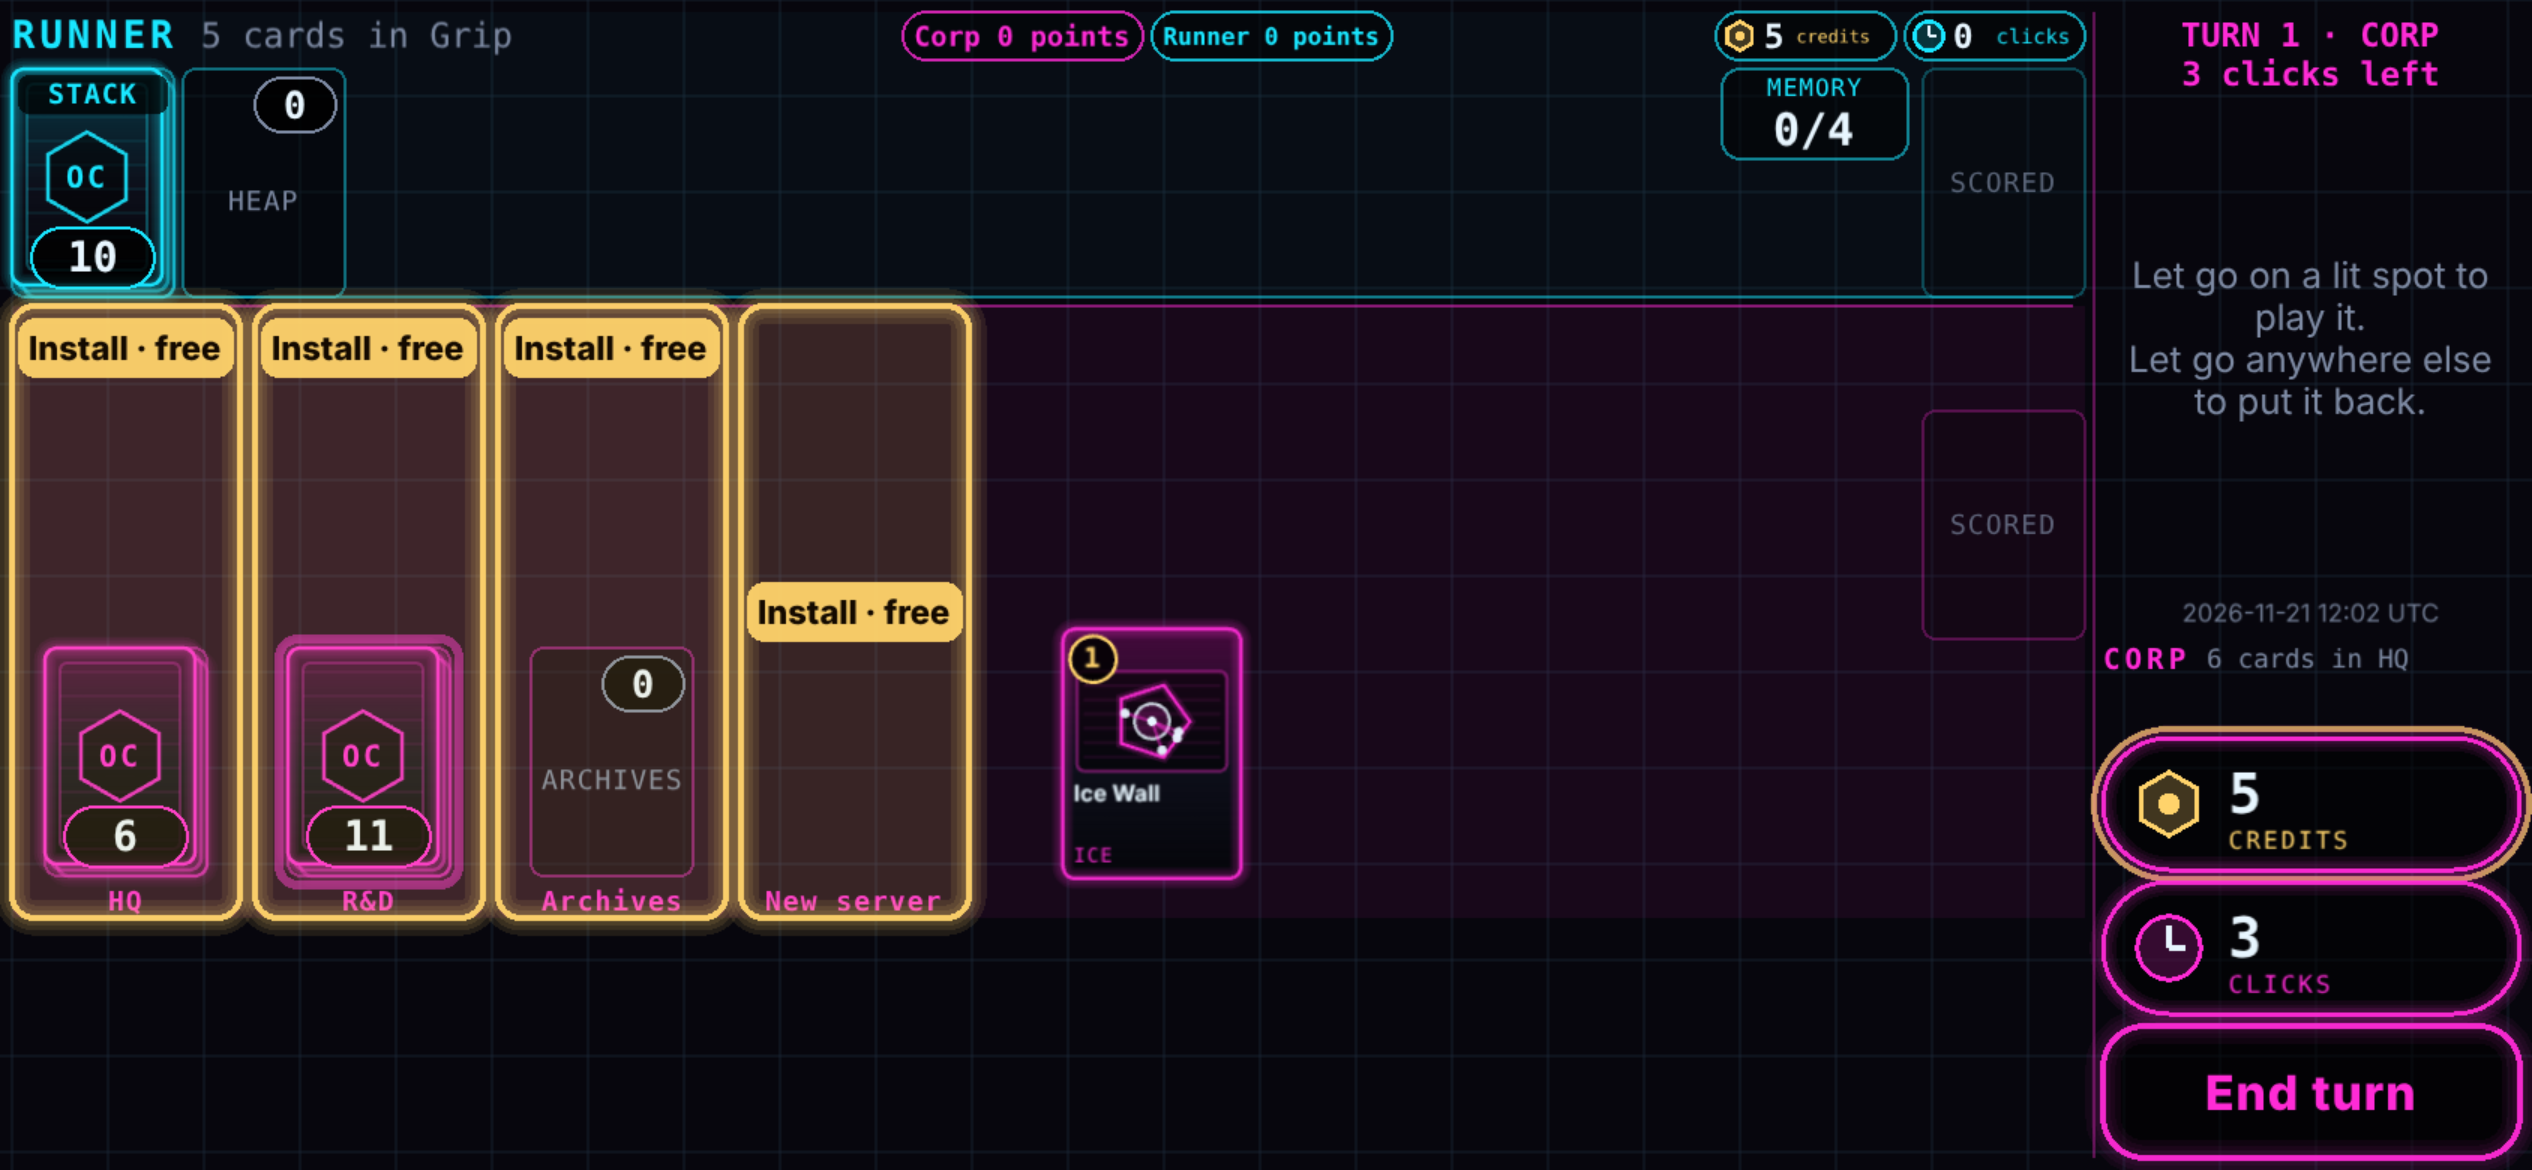 RUNNER 5 cards in Grip
Corp 0 points
Runner 0 points
5 credits
0 clicks
TURN 1 · CORP
3 clicks left
STACK
OC
10
0
HEAP
MEMORY
0/4
SCORED
Let go on a lit spot to
play it.
Let go anywhere else
to put it back.
Install · free
Install · free
Install · free
Install · free
SCORED
OC
6
HQ
OC
11
R&D
0
ARCHIVES
Archives
New server
1
Ice Wall
ICE
2026-11-21 12:02 UTC
CORP 6 cards in HQ
5
CREDITS
3
CLICKS
End turn